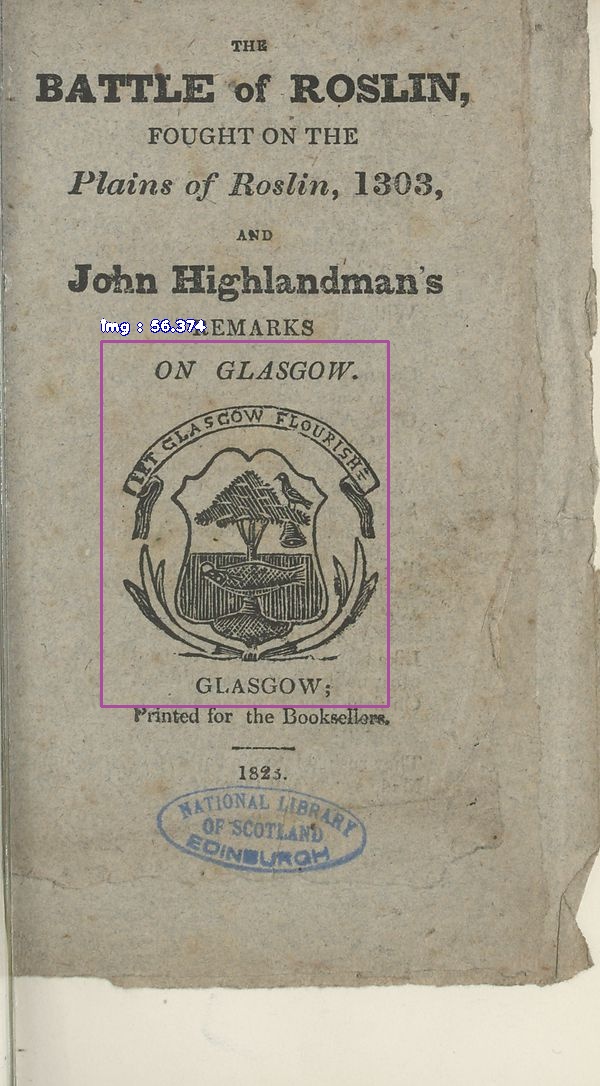 THE
BATTLE of ROSLIN,
FOUGHT ON THE
Plains of Roslin, 1303,
AND
John Highlandman's
Img : 56.374
REMARKS
ON GLASGOW.
LET GLASGOW FLOURISH
GLASGOW;
Printed for the Booksellers.
1823.
NATIONAL LIBRARY
OF SCOTLAND
EDINBURGH